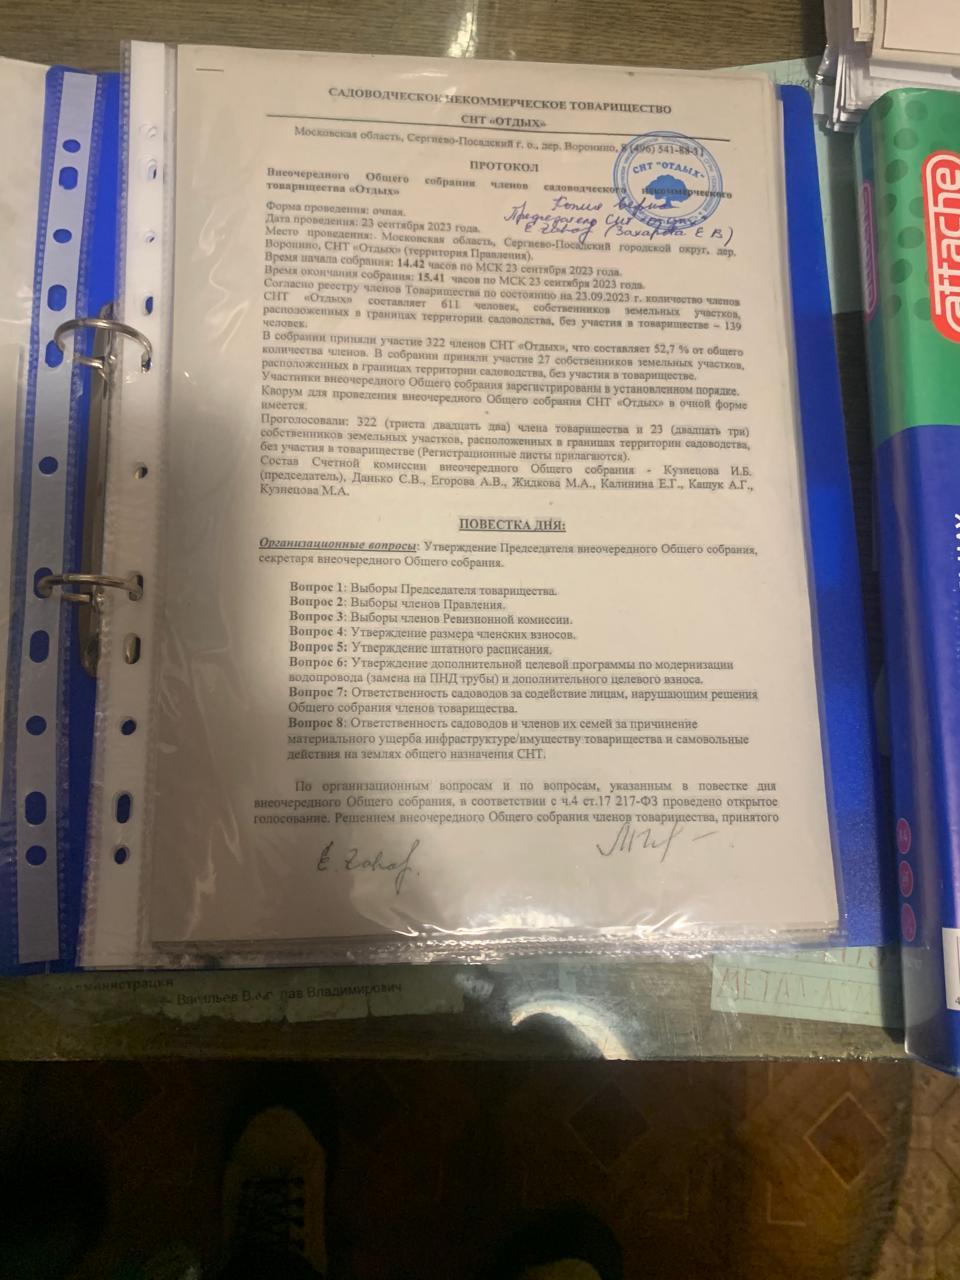 САДОВОДЧЕСКОЕ НЕКОММЕРЧЕСКОЕ ТОВАРИЩЕСТВО
СНТ «ОТДЫХ»
Московская область, Сергиево-Посадский г. о., дер. Воронино, 8 (496) 541-88-31
СНТ "ОТДЫХ"
ПРОТОКОЛ
Внеочередного Общего собрания членов садоводческого некоммерческого
товарищества «Отдых»
Копия верна
Председатель СНТ "Отдых"
(Захарова Е В)
Форма проведения: очная.
Дата проведения: 23 сентября 2023 года.
Место проведения: Московская область, Сергиево-Посадский городской округ, дер.
Воронино, СНТ «Отдых» (территория Правления).
Время начала собрания: 14.42 часов по МСК 23 сентября 2023 года.
Время окончания собрания: 15.41 часов по МСК 23 сентября 2023 года.
Согласно реестру членов Товарищества по состоянию на 23.09.2023 г. количество членов
СНТ «Отдых» составляет 611 человек, собственников земельных участков,
расположенных в границах территории садоводства, без участия в товариществе – 139
человек.
В собрании приняли участие 322 членов СНТ «Отдых», что составляет 52,7 % от общего
количества членов. В собрании приняли участие 27 собственников земельных участков,
расположенных в границах территории садоводства, без участия в товариществе.
Участники внеочередного Общего собрания зарегистрированы в установленном порядке.
Кворум для проведения внеочередного Общего собрания СНТ «Отдых» в очной форме
имеется.
Проголосовали: 322 (триста двадцать два) члена товарищества и 23 (двадцать три)
собственников земельных участков, расположенных в границах территории садоводства,
без участия в товариществе (Регистрационные листы прилагаются).
Состав Счетной комиссии внеочередного Общего собрания - Кузнецова И.Б.
(председатель), Данько С.В., Егорова А.В., Жидкова М.А., Калинина Е.Г., Кащук А.Г.,
Кузнецова М.А.
ПОВЕСТКА ДНЯ:
Организационные вопросы: Утверждение Председателя внеочередного Общего собрания,
секретаря внеочередного Общего собрания.
Вопрос 1: Выборы Председателя товарищества.
Вопрос 2: Выборы членов Правления.
Вопрос 3: Выборы членов Ревизионной комиссии.
Вопрос 4: Утверждение размера членских взносов.
Вопрос 5: Утверждение штатного расписания.
Вопрос 6: Утверждение дополнительной целевой программы по модернизации
водопровода (замена на ПНД трубы) и дополнительного целевого взноса.
Вопрос 7: Ответственность садоводов за содействие лицам, нарушающим решения
Общего собрания членов товарищества.
Вопрос 8: Ответственность садоводов и членов их семей за причинение
материального ущерба инфраструктуре/имуществу товарищества и самовольные
действия на землях общего назначения СНТ.
По организационным вопросам и по вопросам, указанным в повестке дня
внеочередного Общего собрания, в соответствии с ч.4 ст.17 217-ФЗ проведено открытое
голосование. Решением внеочередного Общего собрания членов товарищества, принятого
Владимирович
attache
A4